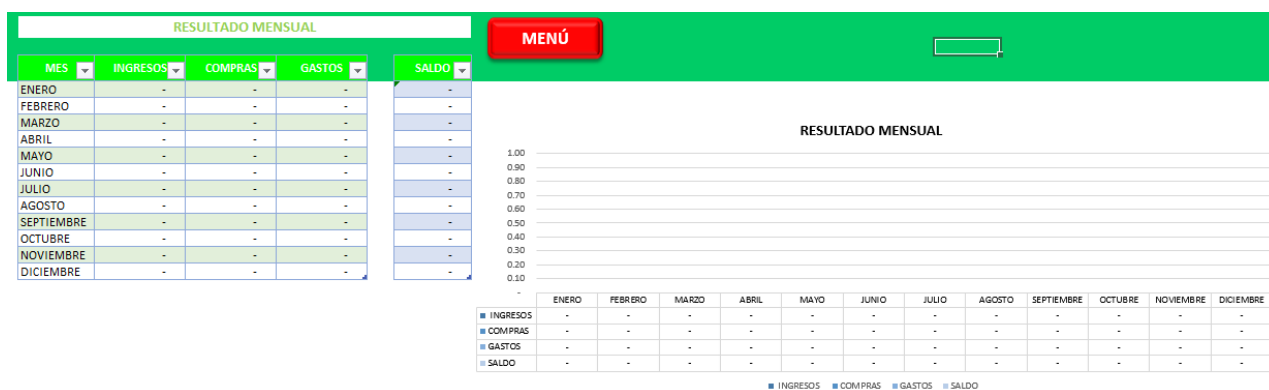 RESULTADO MENSUAL
MENÚ
MES INGRESOS COMPRAS GASTOS SALDO
ENERO - - - -
FEBRERO - - - -
MARZO - - - -
ABRIL - - - -
MAYO - - - -
JUNIO - - - -
JULIO - - - -
AGOSTO - - - -
SEPTIEMBRE - - - -
OCTUBRE - - - -
NOVIEMBRE - - - -
DICIEMBRE - - - -
RESULTADO MENSUAL
1.00
0.90
0.80
0.70
0.60
0.50
0.40
0.30
0.20
0.10
-
ENERO FEBRERO MARZO ABRIL MAYO JUNIO JULIO AGOSTO SEPTIEMBRE OCTUBRE NOVIEMBRE DICIEMBRE
INGRESOS - - - - - - - - - - - -
COMPRAS - - - - - - - - - - - -
GASTOS - - - - - - - - - - - -
SALDO - - - - - - - - - - - -
INGRESOS COMPRAS GASTOS SALDO